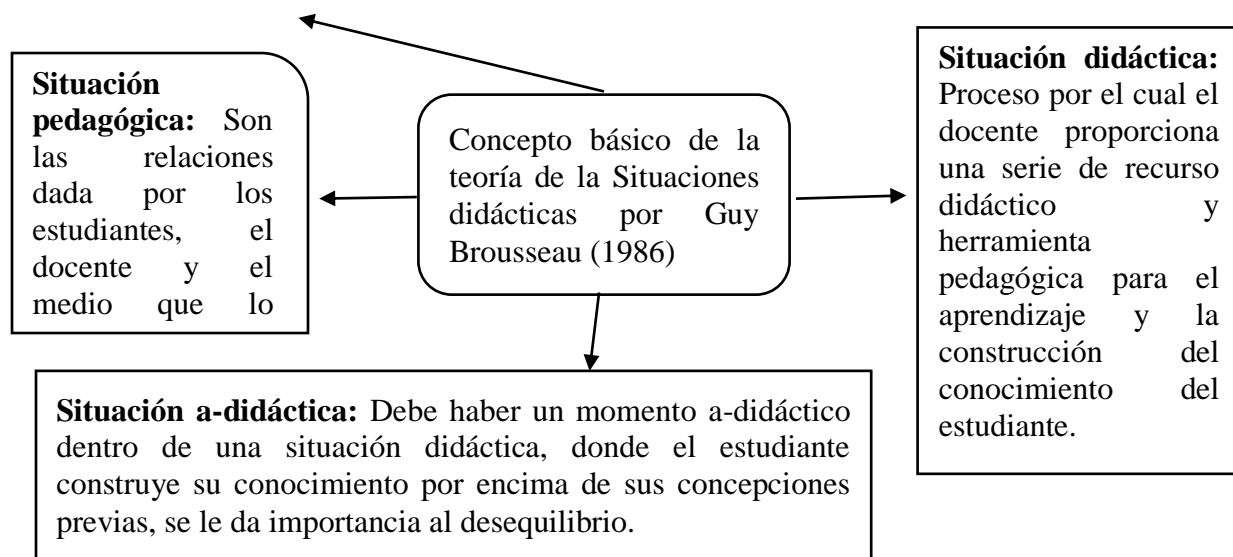 Situación
pedagógica: Son
las relaciones
dada por los
estudiantes, el
docente y el
medio que lo
Concepto básico de la
teoría de la Situaciones
didácticas por Guy
Brousseau (1986)
Situación didáctica:
Proceso por el cual el
docente proporciona
una serie de recurso
didáctico y
herramienta
pedagógica para el
aprendizaje y la
construcción del
conocimiento del
estudiante.
Situación a-didáctica: Debe haber un momento a-didáctico
dentro de una situación didáctica, donde el estudiante
construye su conocimiento por encima de sus concepciones
previas, se le da importancia al desequilibrio.